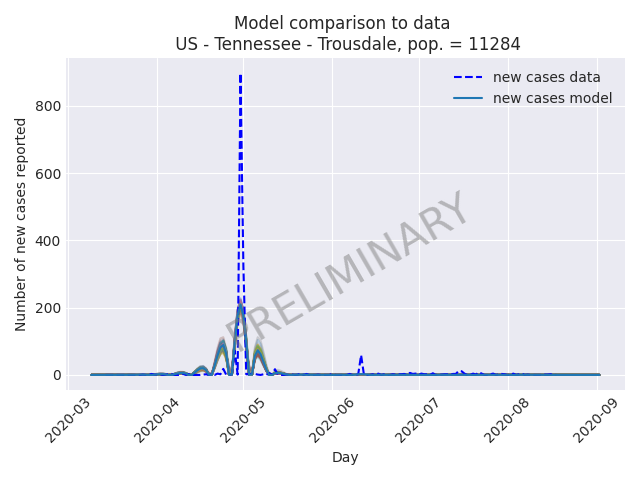 Model comparison to data
US - Tennessee - Trousdale, pop. = 11284
new cases data
new cases model
800
600
400
200
0
Number of new cases reported
PRELIMINARY
2020-03
2020-04
2020-05
2020-06
2020-07
2020-08
2020-09
Day